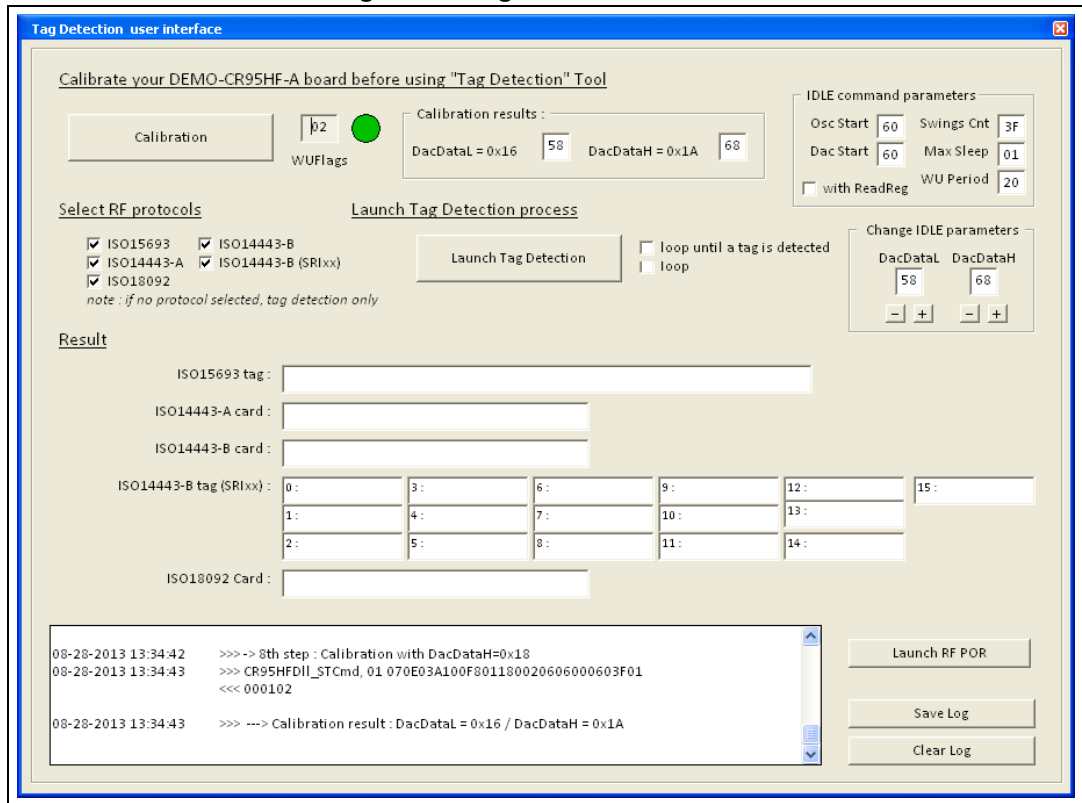 Tag Detection user interface
Calibrate your DEMO-CR95HF-A board before using "Tag Detection" Tool
Calibration
02
WUFlags
Calibration results :
DacDataL = 0x16 58 DacDataH = 0x1A 68
IDLE command parameters
Osc Start 60 Swings Cnt 3F
Dac Start 60 Max Sleep 01
with ReadReg WU Period 20
Select RF protocols
ISO15693 ISO14443-B
ISO14443-A ISO14443-B (SRIxx)
ISO18092
note : if no protocol selected, tag detection only
Launch Tag Detection process
Launch Tag Detection
loop until a tag is detected
loop
Change IDLE parameters
DacDataL DacDataH
58 68
- + - +
Result
ISO15693 tag :
ISO14443-A card :
ISO14443-B card :
ISO14443-B tag (SRIxx) : 0 : 3 : 6 : 9 : 12 : 15 :
1 : 4 : 7 : 10 : 13 :
2 : 5 : 8 : 11 : 14 :
ISO18092 Card :
08-28-2013 13:34:42 >>> -> 8th step : Calibration with DacDataH=0x18
08-28-2013 13:34:43 >>> CR95HFDll_STCmd, 01 070E03A100F801180020606000603F01
<<< 000102
08-28-2013 13:34:43 >>> ---> Calibration result : DacDataL = 0x16 / DacDataH = 0x1A
Launch RF POR
Save Log
Clear Log